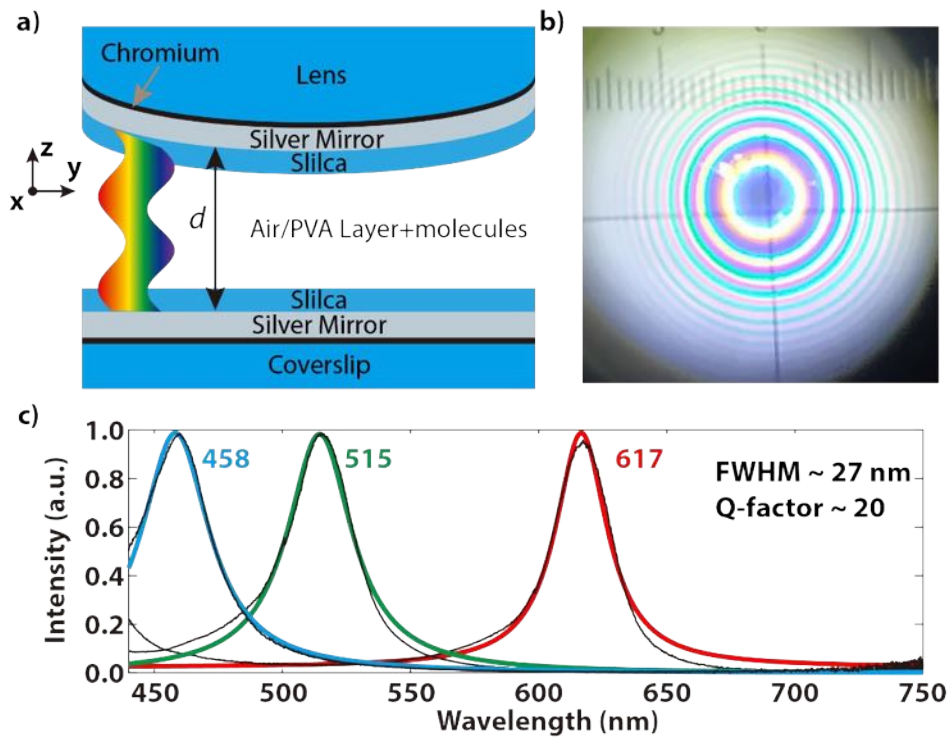 a)
Chromium
Lens
Silver Mirror
Slilca
z
y
x
d
Air/PVA Layer+molecules
Slilca
Silver Mirror
Coverslip
b)
c)
Intensity (a.u.)
1.0
0.8
0.6
0.4
0.2
0.0
458
515
617
FWHM ~ 27 nm
Q-factor ~ 20
450 500 550 600 650 700 750
Wavelength (nm)